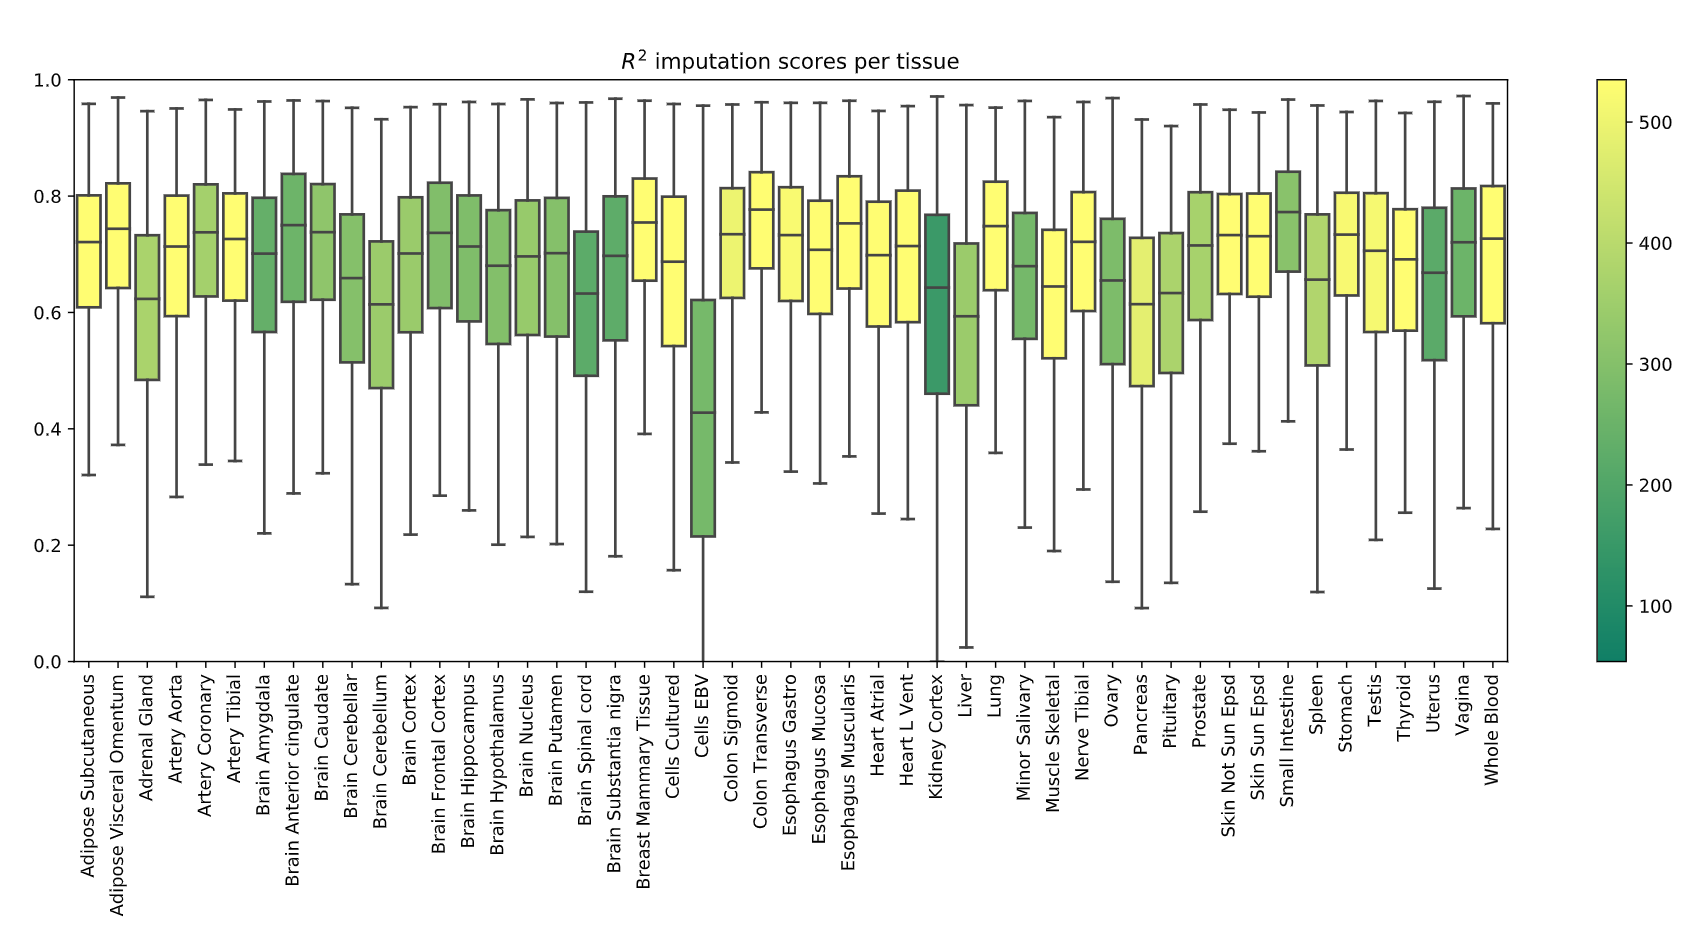 R² imputation scores per tissue
1.0
0.8
0.6
0.4
0.2
0.0
Adipose Subcutaneous
Adipose Visceral Omentum
Adrenal Gland
Artery Aorta
Artery Coronary
Artery Tibial
Brain Amygdala
Brain Anterior cingulate
Brain Caudate
Brain Cerebellar
Brain Cerebellum
Brain Cortex
Brain Frontal Cortex
Brain Hippocampus
Brain Hypothalamus
Brain Nucleus
Brain Putamen
Brain Spinal cord
Brain Substantia nigra
Breast Mammary Tissue
Cells Cultured
Cells EBV
Colon Sigmoid
Colon Transverse
Esophagus Gastro
Esophagus Mucosa
Esophagus Muscularis
Heart Atrial
Heart L Vent
Kidney Cortex
Liver
Lung
Minor Salivary
Muscle Skeletal
Nerve Tibial
Ovary
Pancreas
Pituitary
Prostate
Skin Not Sun Epsd
Skin Sun Epsd
Small Intestine
Spleen
Stomach
Testis
Thyroid
Uterus
Vagina
Whole Blood
500
400
300
200
100